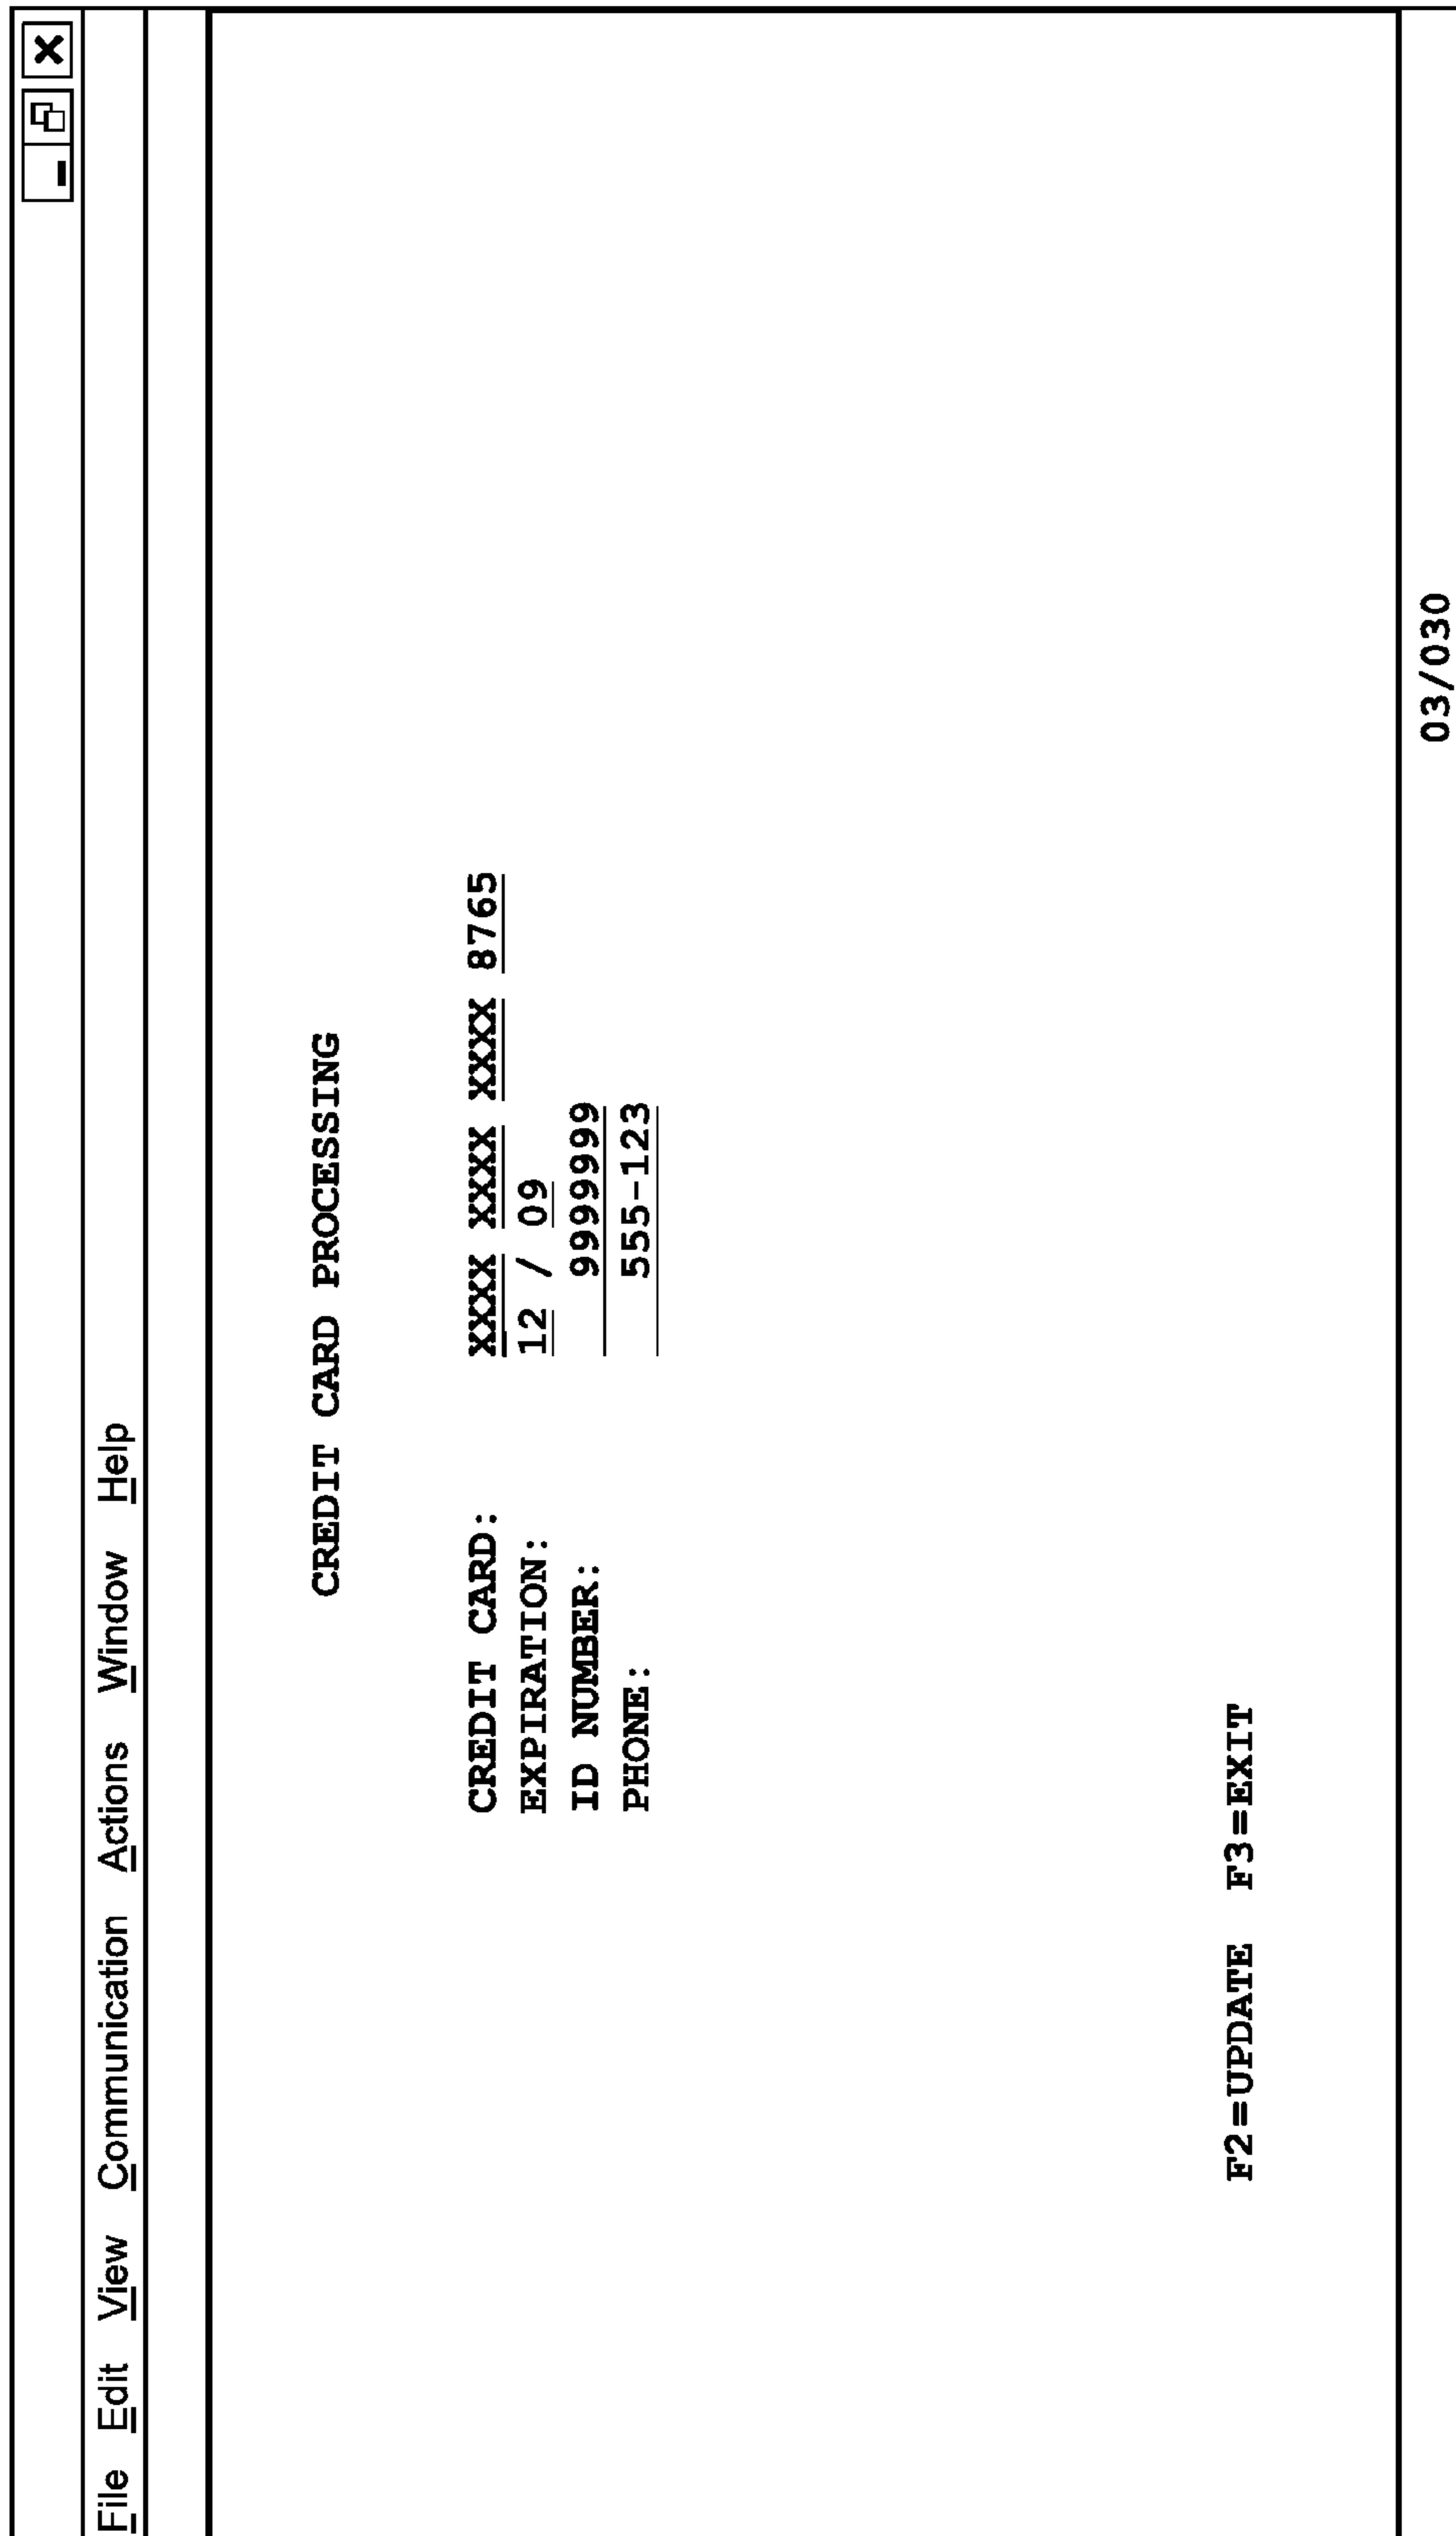 File Edit View Communication Actions Window Help
CREDIT CARD PROCESSING
CREDIT CARD: XXXX XXXX XXXX 8765
EXPIRATION: 12 / 09
ID NUMBER: 9999999
PHONE: 555-123
F2=UPDATE F3=EXIT
03/030